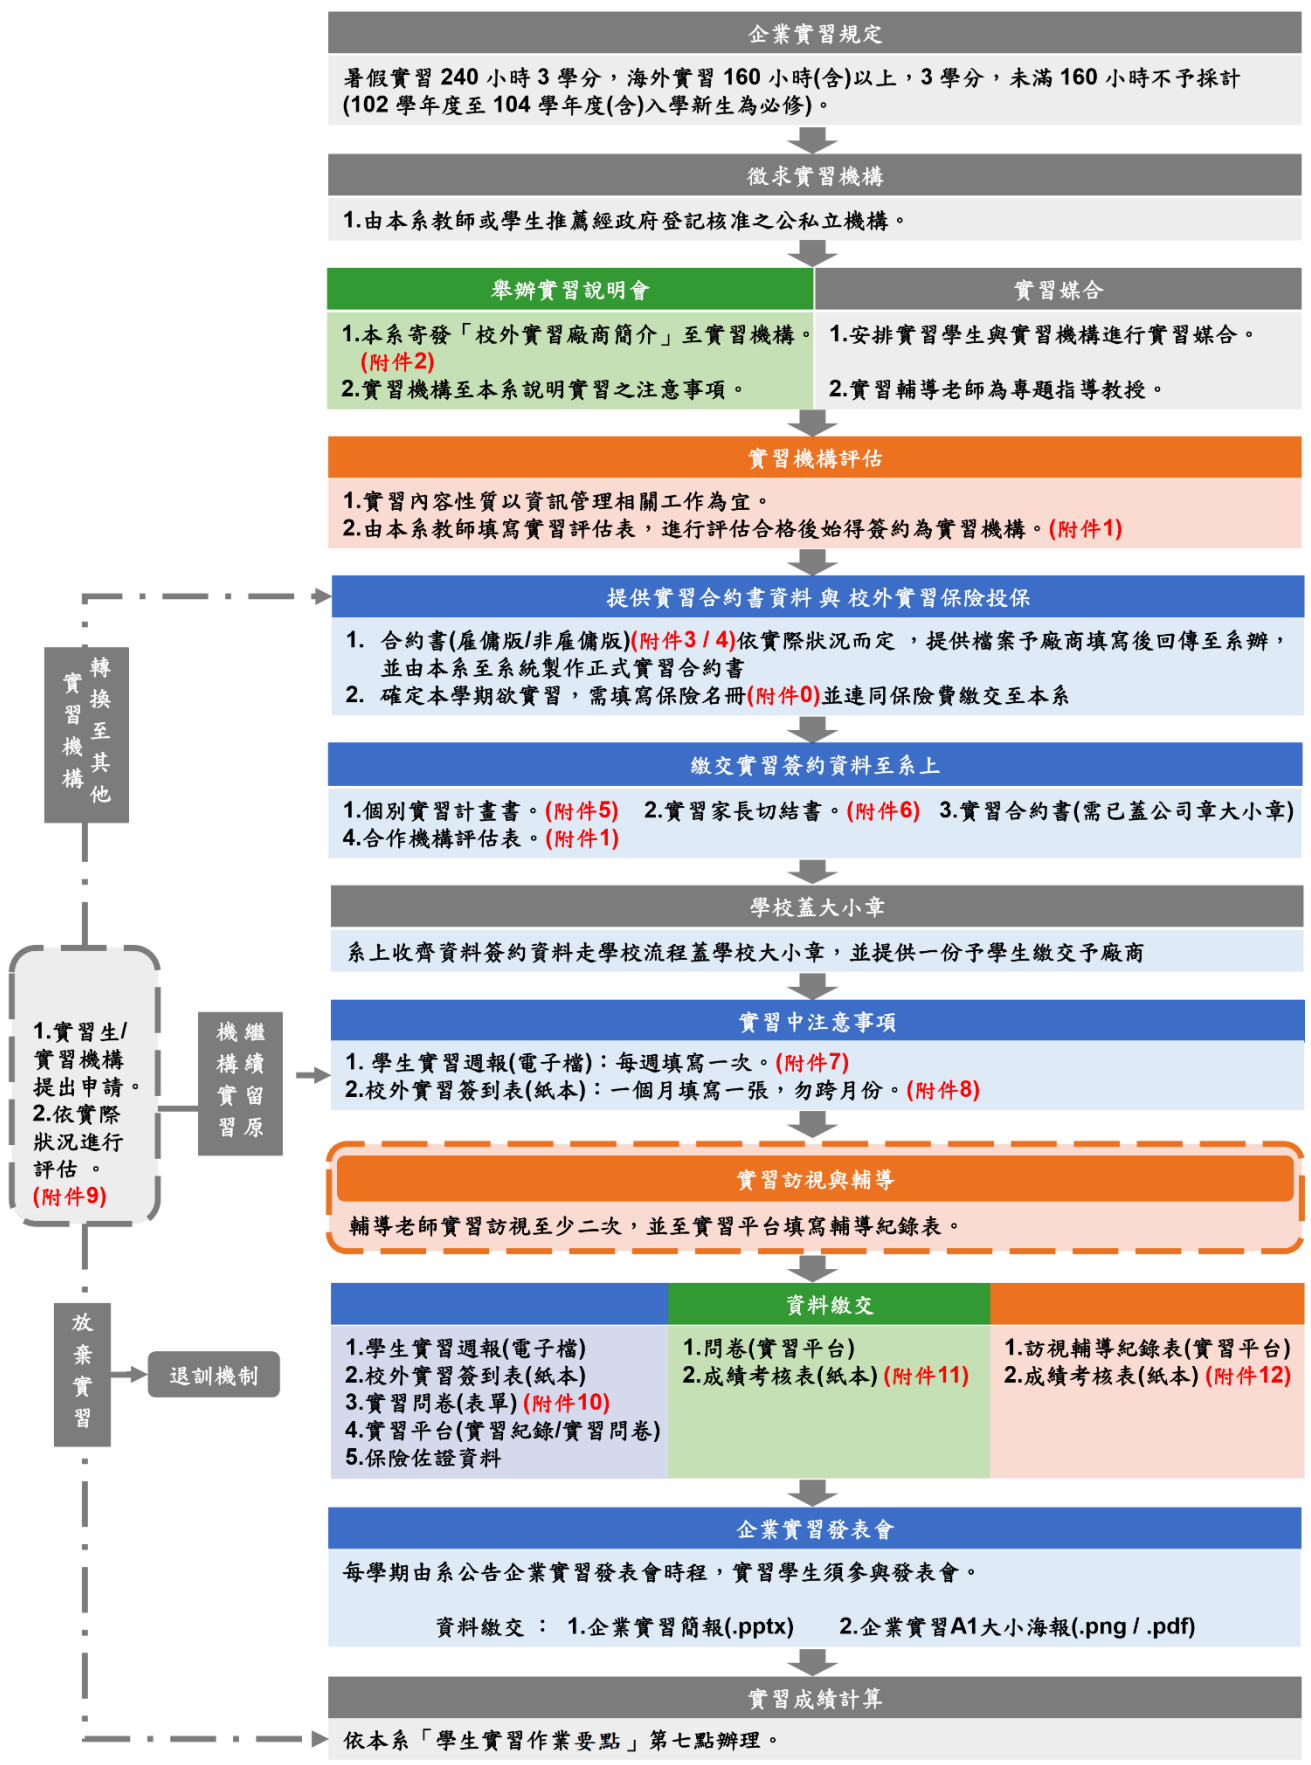 企業實習規定
暑假實習 240 小時 3 學分，海外實習 160 小時(含)以上，3 學分，未滿 160 小時不予採計
(102 學年度至 104 學年度(含)入學新生為必修)。
徵求實習機構
1.由本系教師或學生推薦經政府登記核准之公私立機構。
舉辦實習說明會
1.本系寄發「校外實習廠商簡介」至實習機構。
(附件2)
2.實習機構至本系說明實習之注意事項。
實習媒合
1.安排實習學生與實習機構進行實習媒合。
2.實習輔導老師為專題指導教授。
實習機構評估
1.實習內容性質以資訊管理相關工作為宜。
2.由本系教師填寫實習評估表，進行評估合格後始得簽約為實習機構。(附件1)
提供實習合約書資料 與 校外實習保險投保
1. 合約書(雇傭版/非雇傭版)(附件3 / 4)依實際狀況而定 ，提供檔案予廠商填寫後回傳至系辦，
並由本系至系統製作正式實習合約書
2. 確定本學期欲實習，需填寫保險名冊(附件0)並連同保險費繳交至本系
繳交實習簽約資料至系上
1.個別實習計畫書。(附件5) 2.實習家長切結書。(附件6) 3.實習合約書(需已蓋公司章大小章)
4.合作機構評估表。(附件1)
學校蓋大小章
系上收齊資料簽約資料走學校流程蓋學校大小章，並提供一份予學生繳交予廠商
實習中注意事項
1. 學生實習週報(電子檔)：每週填寫一次。(附件7)
2.校外實習簽到表(紙本)：一個月填寫一張，勿跨月份。(附件8)
實習訪視與輔導
輔導老師實習訪視至少二次，並至實習平台填寫輔導紀錄表。
資料繳交
1.學生實習週報(電子檔)
2.校外實習簽到表(紙本)
3.實習問卷(表單) (附件10)
4.實習平台(實習紀錄/實習問卷)
5.保險佐證資料
1.問卷(實習平台)
2.成績考核表(紙本) (附件11)
1.訪視輔導紀錄表(實習平台)
2.成績考核表(紙本) (附件12)
企業實習發表會
每學期由系公告企業實習發表會時程，實習學生須參與發表會。
資料繳交 ： 1.企業實習簡報(.pptx) 2.企業實習A1大小海報(.png / .pdf)
實習成績計算
依本系「學生實習作業要點」第七點辦理。
轉換至其他
實習機構
1.實習生/
實習機構
提出申請。
2.依實際
狀況進行
評估 。
(附件9)
繼續留原
機構實習
放棄實習
退訓機制